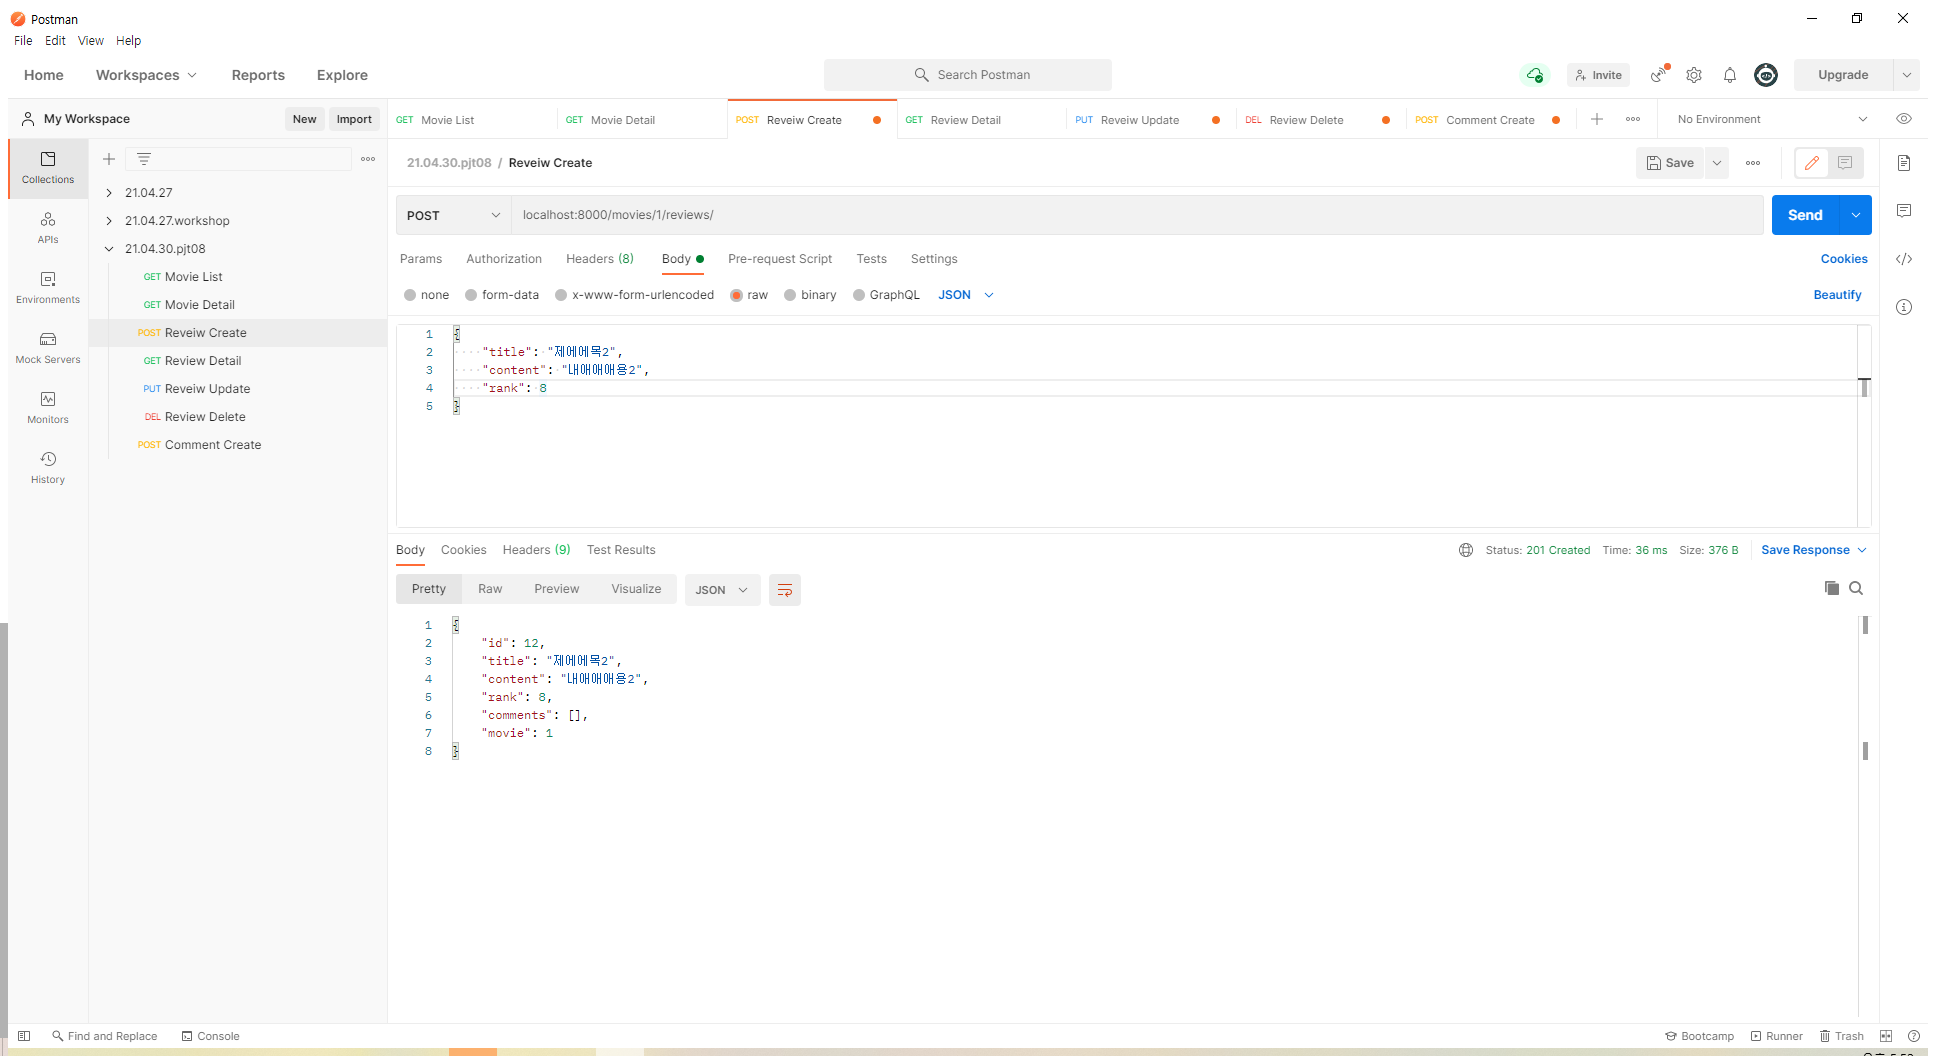 Postman
File Edit View Help
Home Workspaces Reports Explore Search Postman Invite Upgrade
My Workspace New Import
GET Movie List GET Movie Detail POST Reveiw Create GET Review Detail PUT Reveiw Update DEL Review Delete POST Comment Create No Environment
21.04.30.pjt08 / Reveiw Create Save
Collections
APIs
Environments
Mock Servers
Monitors
History
21.04.27
21.04.27.workshop
21.04.30.pjt08
GET Movie List
GET Movie Detail
POST Reveiw Create
GET Review Detail
PUT Reveiw Update
DEL Review Delete
POST Comment Create
POST localhost:8000/movies/1/reviews/ Send
Params Authorization Headers (8) Body Pre-request Script Tests Settings Cookies
none form-data x-www-form-urlencoded raw binary GraphQL JSON Beautify
1 {
2 "title": "제에에목2",
3 "content": "내애애애용2",
4 "rank": 8
5 }
Body Cookies Headers (9) Test Results Status: 201 Created Time: 36 ms Size: 376 B Save Response
Pretty Raw Preview Visualize JSON
1 {
2 "id": 12,
3 "title": "제에에목2",
4 "content": "내애애애용2",
5 "rank": 8,
6 "comments": [],
7 "movie": 1
8 }
Find and Replace Console Bootcamp Runner Trash